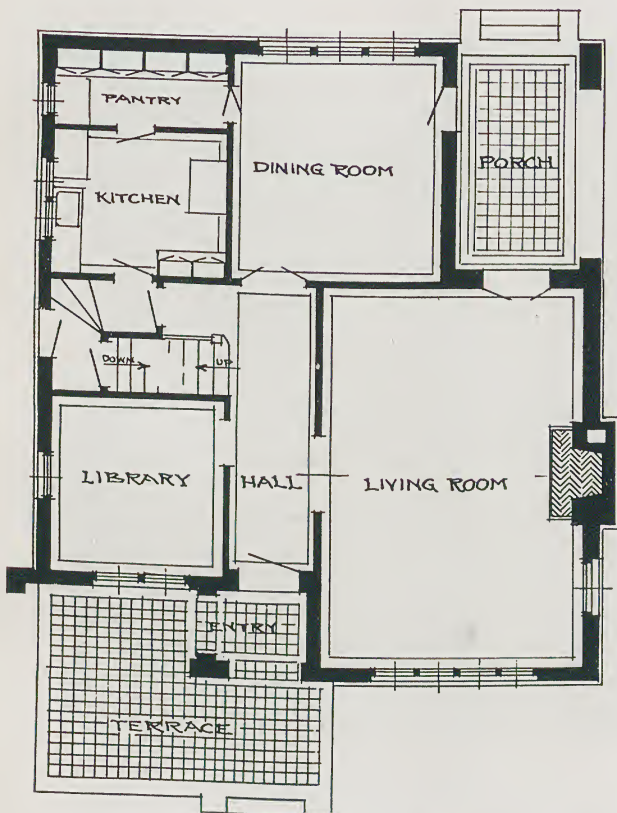 PANTRY
DINING ROOM
PORCH
KITCHEN
DOWN
UP
LIBRARY
HALL
LIVING ROOM
ENTRY
TERRACE